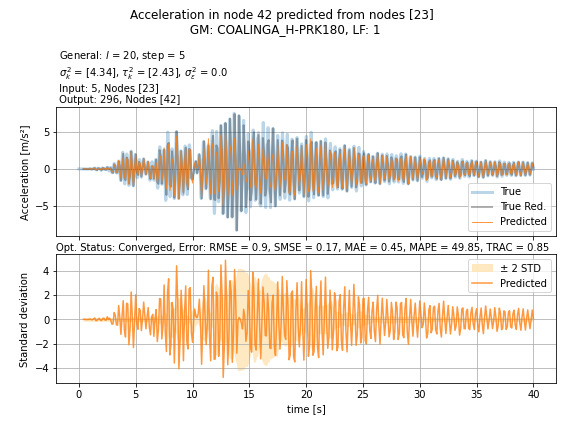 Acceleration in node 42 predicted from nodes [23]
GM: COALINGA_H-PRK180, LF: 1
General: l = 20, step = 5
σ²ₖ = [4.34], τ²ₖ = [2.43], σ²ε = 0.0
Input: 5, Nodes [23]
Output: 296, Nodes [42]
Acceleration [m/s²]
5
0
−5
True
True Red.
Predicted
Opt. Status: Converged, Error: RMSE = 0.9, SMSE = 0.17, MAE = 0.45, MAPE = 49.85, TRAC = 0.85
Standard deviation
4
2
0
−2
−4
± 2 STD
Predicted
0 5 10 15 20 25 30 35 40
time [s]